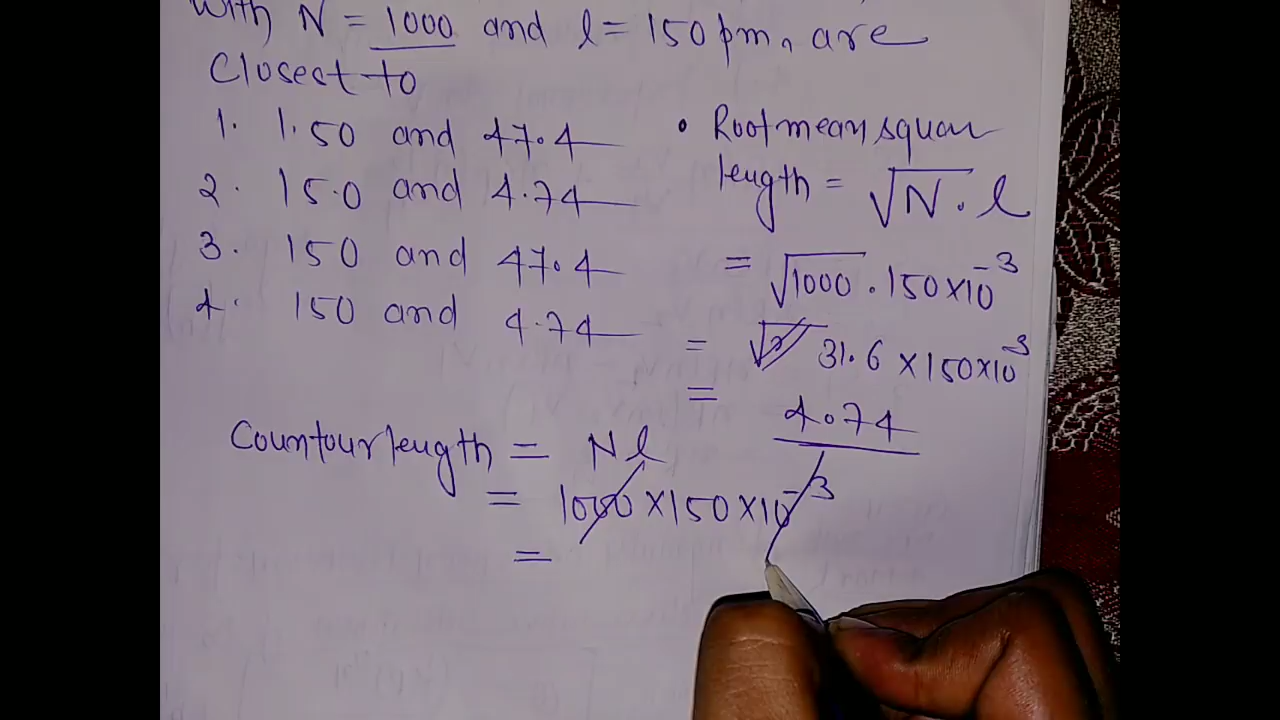 With N = 1000 and l = 150 pm, are
Closest to
1. 1.50 and 47.4
2. 15.0 and 4.74
3. 150 and 47.4
4. 150 and 4.74
• Root mean squar
length = √N . l
= √1000 . 150×10⁻³
= 31.6 ×150×10⁻³
= 4.74
Countour length = Nl
= 1000 ×150×10⁻³
=